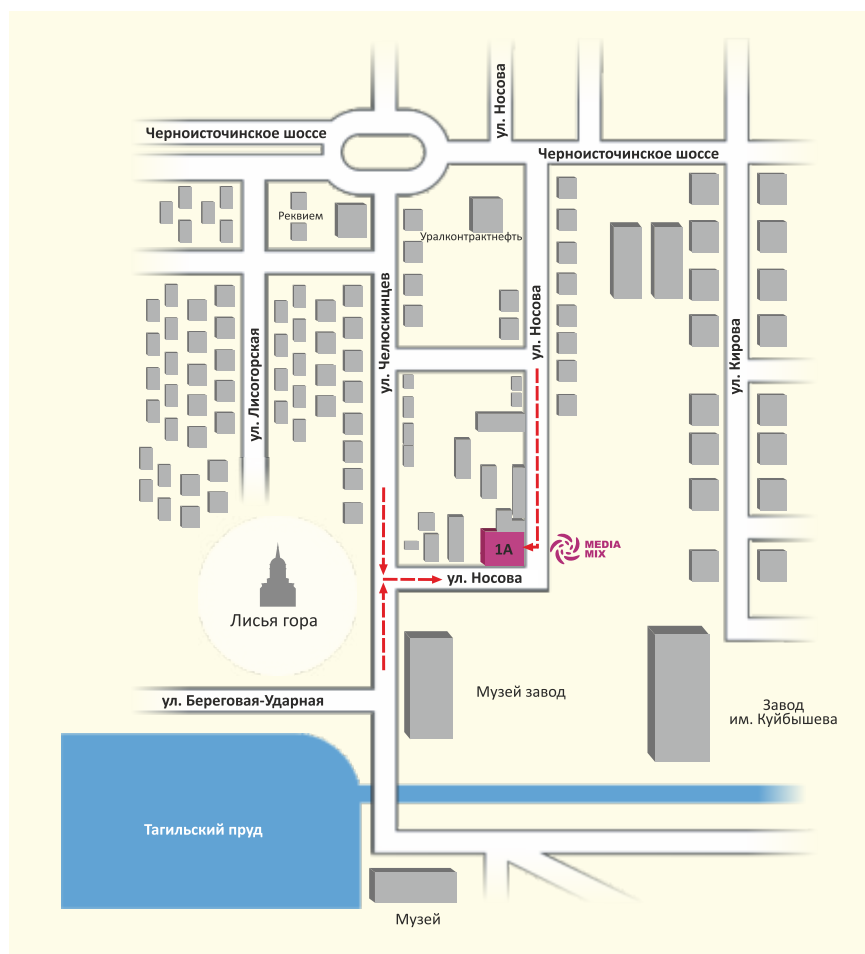 ул. Носова
Черноисточинское шоссе
Черноисточинское шоссе
Реквием
Уралконтрактнефть
ул. Челюскинцев
ул. Носова
ул. Кирова
ул. Лисогорская
1А
MEDIA
MIX
ул. Носова
Лисья гора
Музей завод
ул. Береговая-Ударная
Завод
им. Куйбышева
Тагильский пруд
Музей